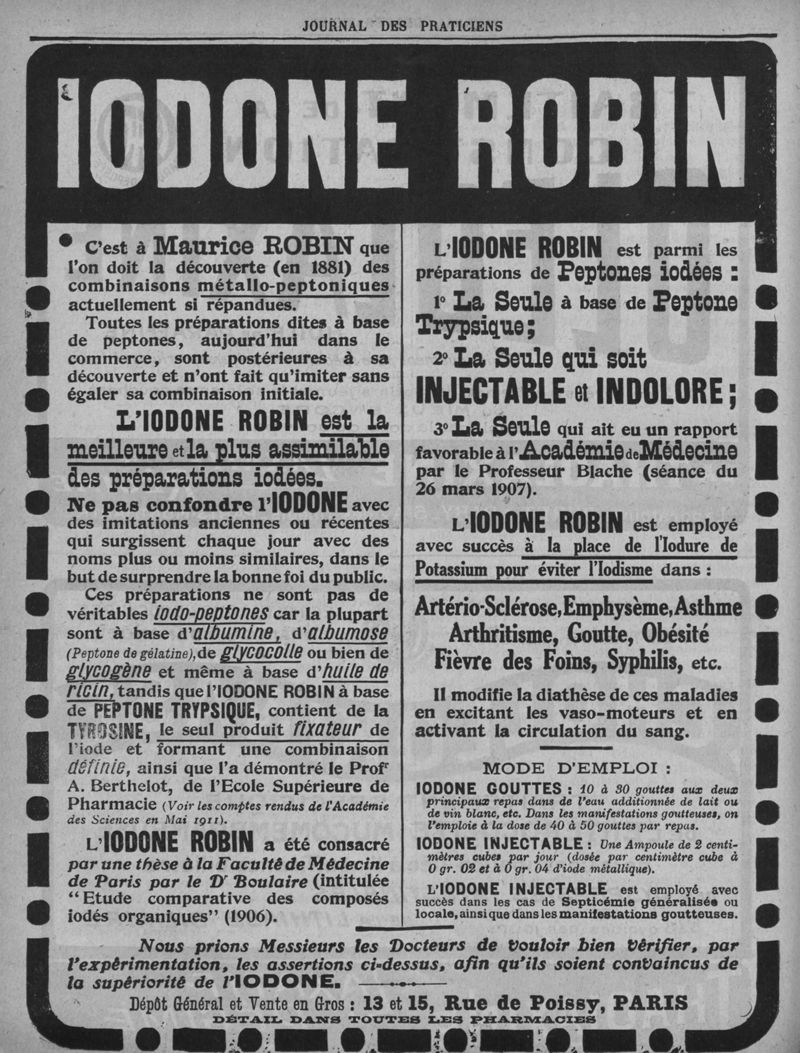 JOURNAL DES PRATICIENS
IODONE ROBIN
C'est à Maurice ROBIN que
l'on doit la découverte (en 1881) des
combinaisons métallo-peptoniques
actuellement si répandues.
Toutes les préparations dites à base
de peptones, aujourd'hui dans le
commerce, sont postérieures à sa
découverte et n'ont fait qu'imiter sans
égaler sa combinaison initiale.
L'IODONE ROBIN est la
meilleure et la plus assimilable
des préparations iodées.
Ne pas confondre l'IODONE avec
des imitations anciennes ou récentes
qui surgissent chaque jour avec des
noms plus ou moins similaires, dans le
but de surprendre la bonne foi du public.
Ces préparations ne sont pas de
véritables iodo-peptones car la plupart
sont à base d'albumine, d'albumose
(Peptone de gélatine), de glycocolle ou bien de
glycogène et même à base d'huile de
ricin, tandis que l'IODONE ROBIN à base
de PEPTONE TRYPSIQUE, contient de la
TYROSINE, le seul produit fixateur de
l'iode et formant une combinaison
définie, ainsi que l'a démontré le Profr
A. Berthelot, de l'Ecole Supérieure de
Pharmacie (Voir les comptes rendus de l'Académie
des Sciences en Mai 1911).
L'IODONE ROBIN a été consacré
par une thèse à la Faculté de Médecine
de Paris par le Dr Boulaire (intitulée
"Etude comparative des composés
iodés organiques" (1906).
L'IODONE ROBIN est parmi les
préparations de Peptones iodées :
1° La Seule à base de Peptone
Trypsique;
2° La Seule qui soit
INJECTABLE et INDOLORE;
3° La Seule qui ait eu un rapport
favorable à l'Académie de Médecine
par le Professeur Blache (séance du
26 mars 1907).
L'IODONE ROBIN est employé
avec succès à la place de l'Iodure de
Potassium pour éviter l'Iodisme dans :
Artério-Sclérose, Emphysème, Asthme
Arthritisme, Goutte, Obésité
Fièvre des Foins, Syphilis, etc.
Il modifie la diathèse de ces maladies
en excitant les vaso-moteurs et en
activant la circulation du sang.
MODE D'EMPLOI :
IODONE GOUTTES : 10 à 30 gouttes aux deux
principaux repas dans de l'eau additionnée de lait ou
de vin blanc, etc. Dans les manifestations goutteuses, on
l'emploie à la dose de 40 à 50 gouttes par repas.
IODONE INJECTABLE : Une Ampoule de 2 centi-
mètres cubes par jour (dosée par centimètre cube à
0 gr. 02 et à 0 gr. 04 d'iode métallique).
L'IODONE INJECTABLE est employé avec
succès dans les cas de Septicémie généralisée ou
locale, ainsi que dans les manifestations goutteuses.
Nous prions Messieurs les Docteurs de vouloir bien vérifier, par
l'expérimentation, les assertions ci-dessus, afin qu'ils soient convaincus de
la supériorité de l'IODONE.
Dépôt Général et Vente en Gros : 13 et 15, Rue de Poissy, PARIS
DÉTAIL DANS TOUTES LES PHARMACIES